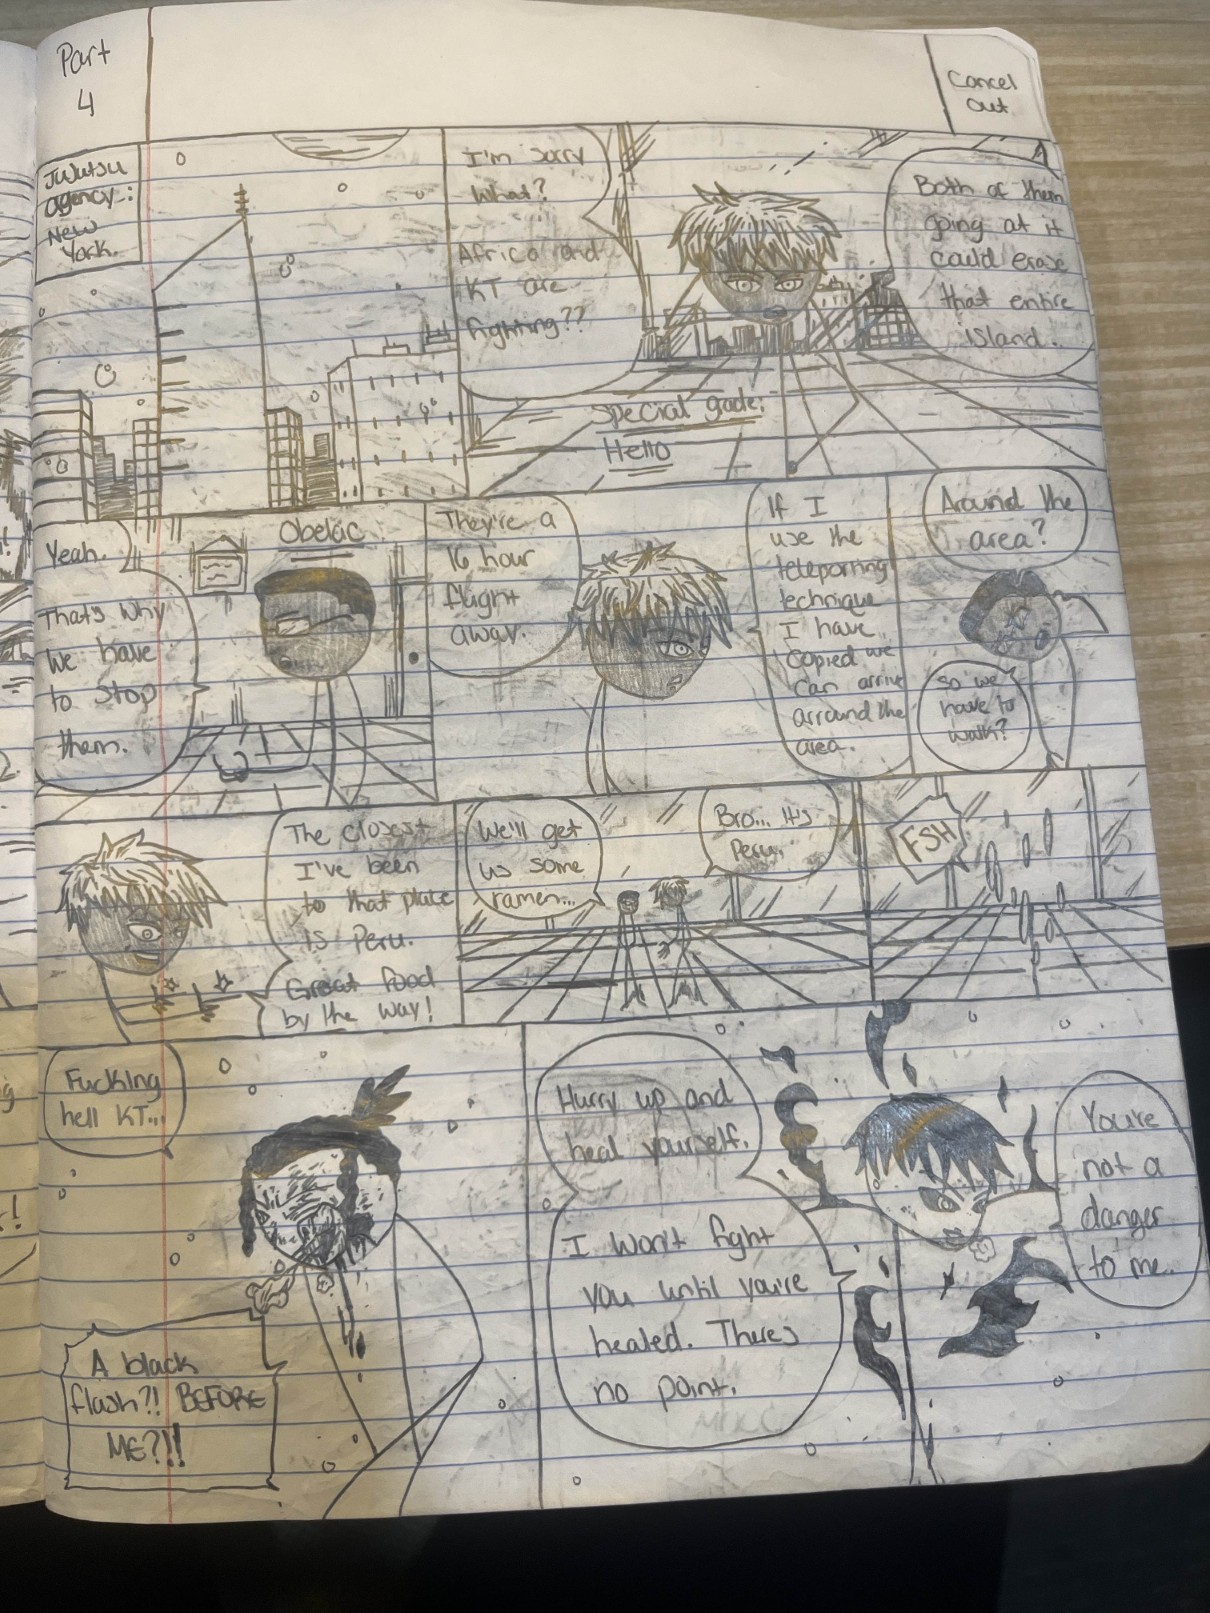 Part
4
Cancel
out
Jujutsu
agency:
New
York.
I'm sorry
What?
Africa and
KT are
fighting??
Both of them
going at it
could erase
that entire
island.
Special grade:
Hello
Yeah.
That's why
we have
to stop
them.
Obelac
They're a
16 hour
flight
away.
If I
use the
teleporting
technique
I have
copied we
can arrive
arround the
area.
Around the
area?
so we
have to
walk?
The closest
I've been
to that place
is Peru.
Great food
by the way!
We'll get
us some
ramen...
Bro... It's
Peru.
FSH
Fucking
hell KT...
A black
flash?!! BEFORE
ME?!!!
Hurry up and
heal yourself.
I won't fight
you until you're
healed. Theres
no point.
You're
not a
danger
to me.